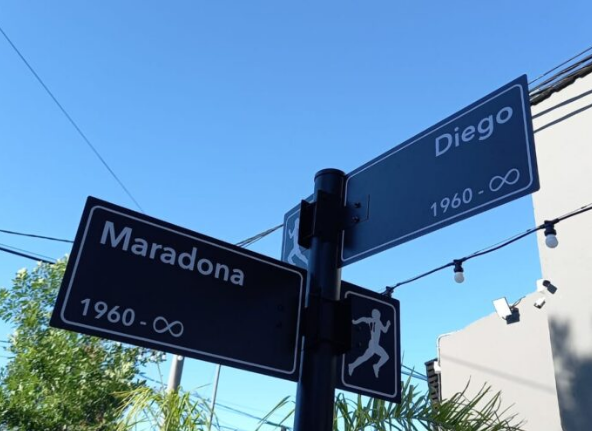 Diego
1960 - ∞
Maradona
1960 - ∞